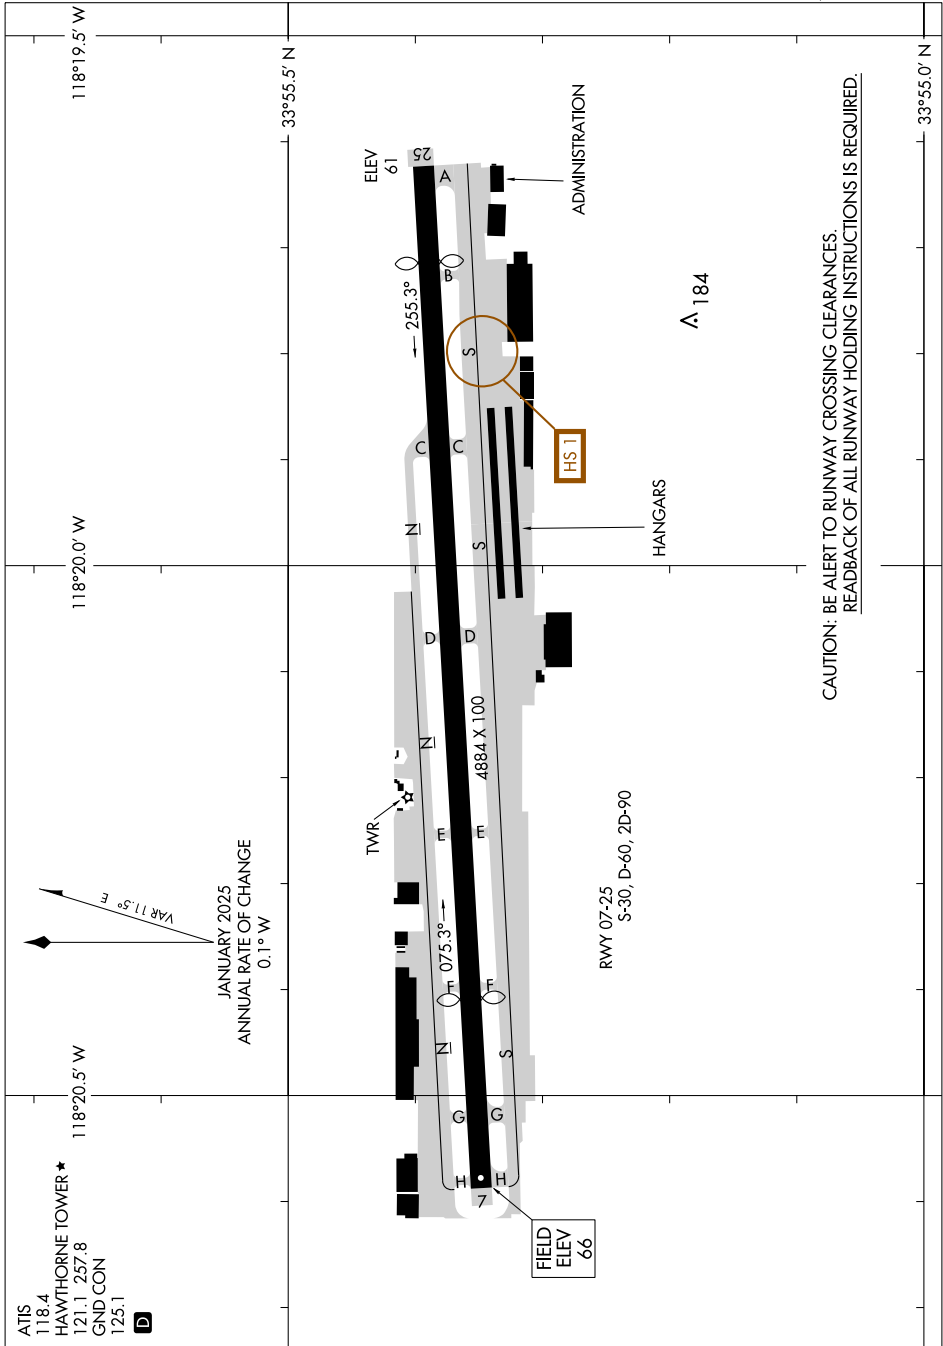 ATIS
118.4
HAWTHORNE TOWER ★
121.1 257.8
GND CON
125.1
D
118°20.5' W
118°20.0' W
118°19.5' W
33°55.5' N
33°55.0' N
VAR 11.5° E
JANUARY 2025
ANNUAL RATE OF CHANGE
0.1° W
TWR
ELEV
61
25
A
255.3°
B
HS 1
S
C
C
N
S
D
D
N
4884 X 100
E
E
075.3°
F
F
N
S
G
G
H
H
7
FIELD
ELEV
66
ADMINISTRATION
184
HANGARS
RWY 07-25
S-30, D-60, 2D-90
CAUTION: BE ALERT TO RUNWAY CROSSING CLEARANCES.
READBACK OF ALL RUNWAY HOLDING INSTRUCTIONS IS REQUIRED.